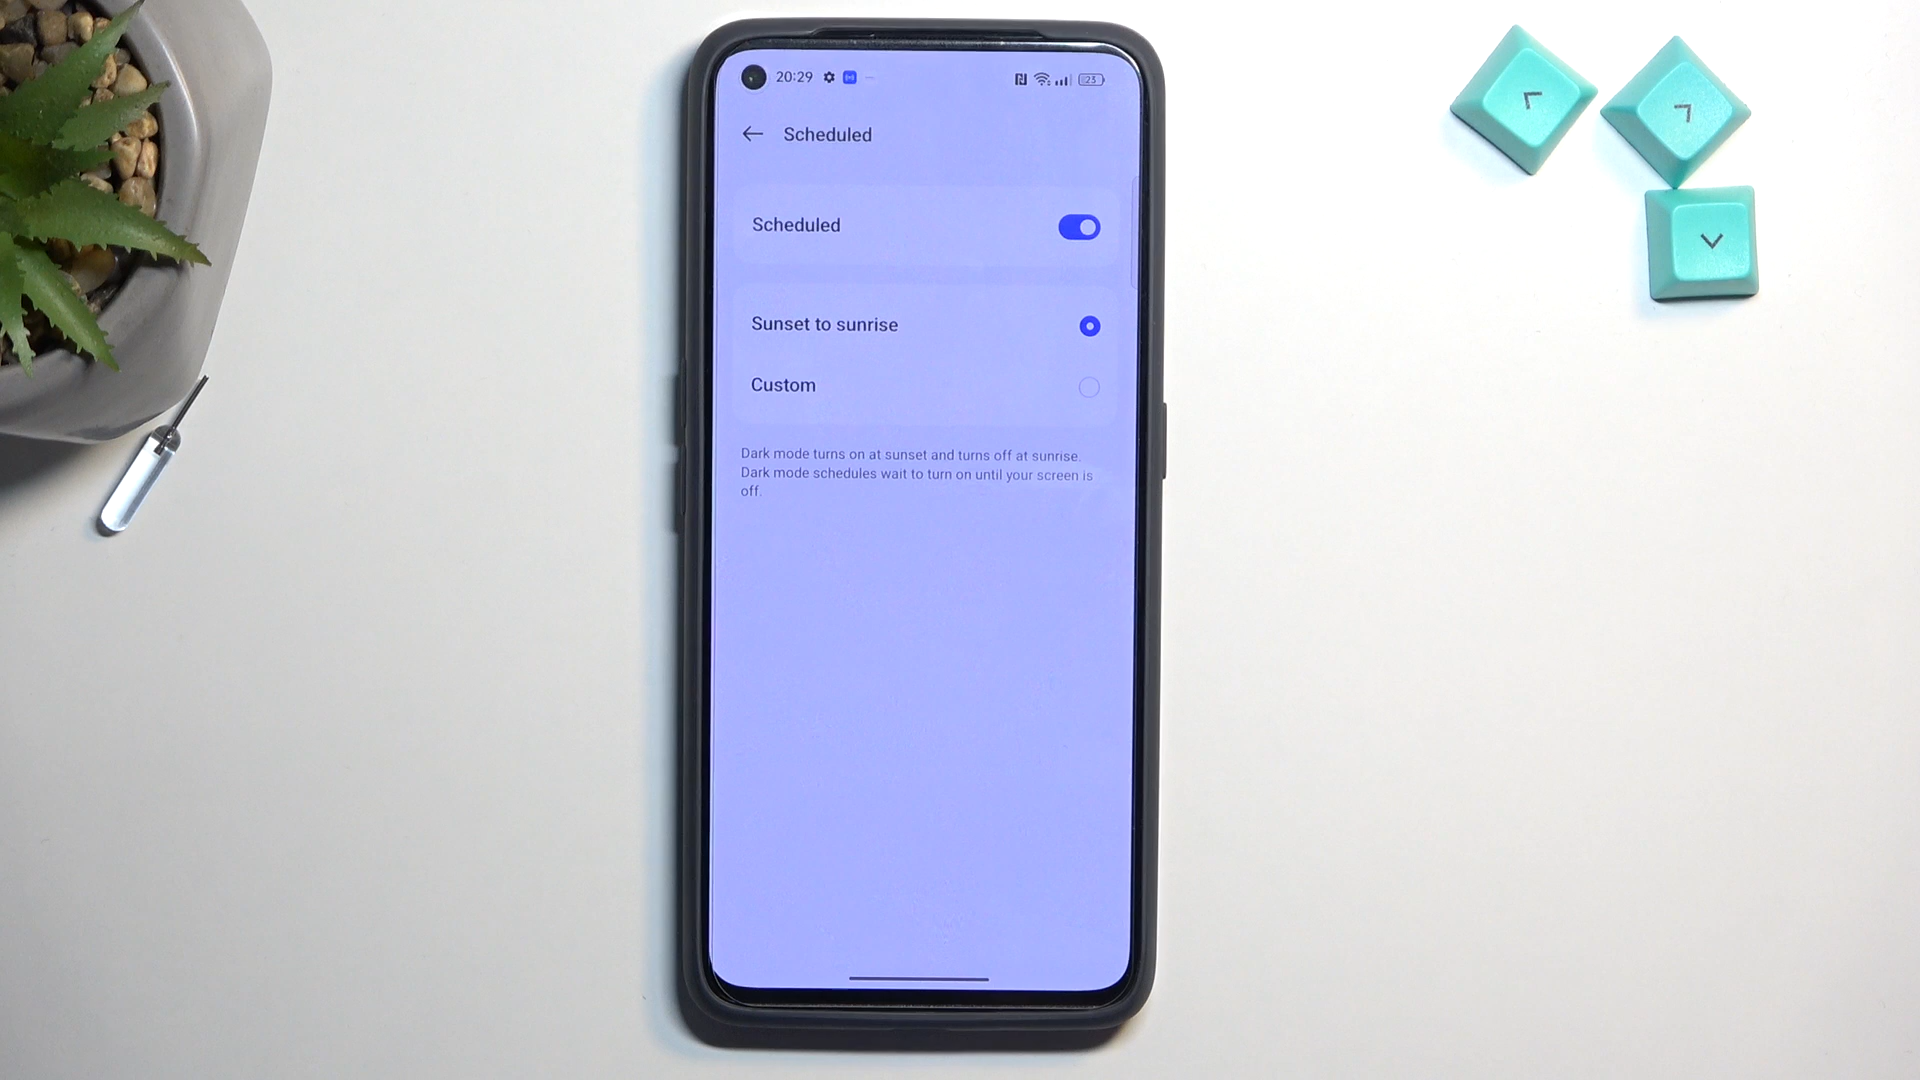 20:29
23
Scheduled
Scheduled
Sunset to sunrise
Custom
Dark mode turns on at sunset and turns off at sunrise.
Dark mode schedules wait to turn on until your screen is
off.